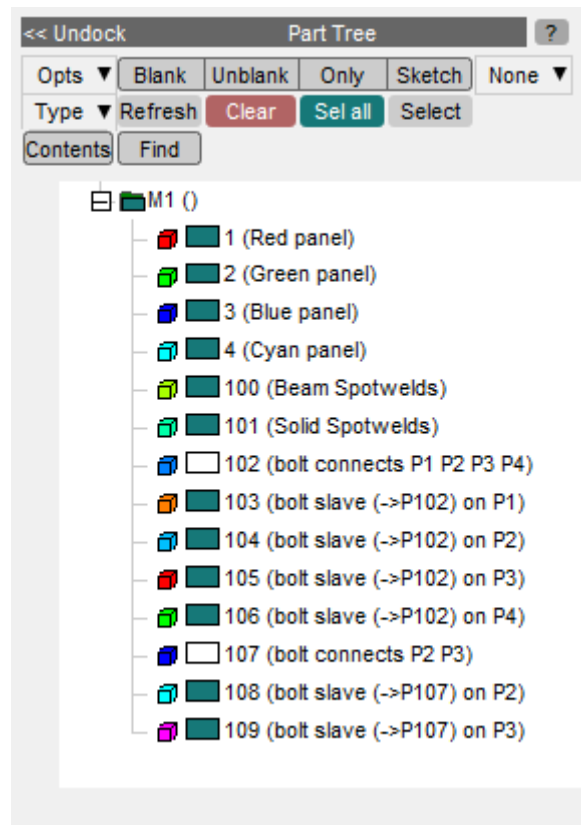 << Undock Part Tree ?
Opts ▼ Blank Unblank Only Sketch None ▼
Type ▼ Refresh Clear Sel all Select
Contents Find
M1 ()
1 (Red panel)
2 (Green panel)
3 (Blue panel)
4 (Cyan panel)
100 (Beam Spotwelds)
101 (Solid Spotwelds)
102 (bolt connects P1 P2 P3 P4)
103 (bolt slave (->P102) on P1)
104 (bolt slave (->P102) on P2)
105 (bolt slave (->P102) on P3)
106 (bolt slave (->P102) on P4)
107 (bolt connects P2 P3)
108 (bolt slave (->P107) on P2)
109 (bolt slave (->P107) on P3)